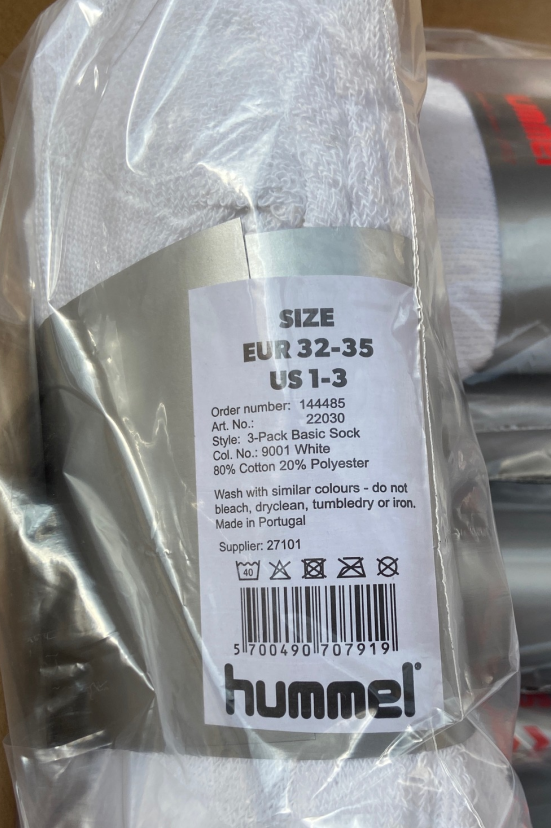 SIZE
EUR 32-35
US 1-3
Order number: 144485
Art. No.: 22030
Style: 3-Pack Basic Sock
Col. No.: 9001 White
80% Cotton 20% Polyester
Wash with similar colours - do not
bleach, dryclean, tumbledry or iron.
Made in Portugal
Supplier: 27101
40
5 700490 707919
hummel